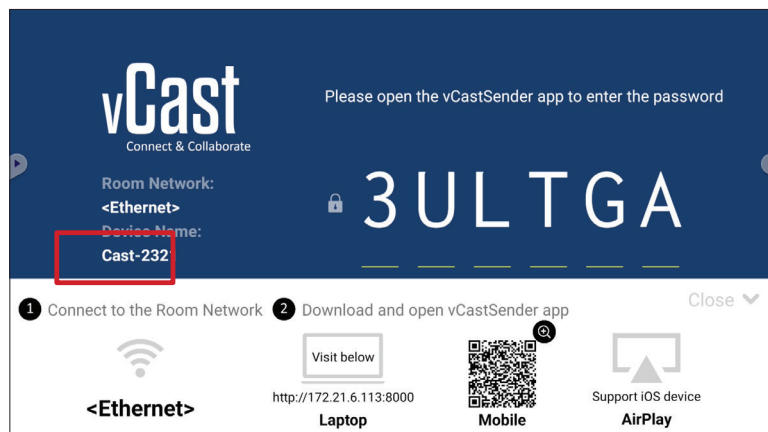 vCast
Connect & Collaborate
Please open the vCastSender app to enter the password
Room Network:
<Ethernet>
Device Name:
Cast-2321
3ULTGA
Close
1 Connect to the Room Network
2 Download and open vCastSender app
<Ethernet>
Visit below
http://172.21.6.113:8000
Laptop
Mobile
Support iOS device
AirPlay